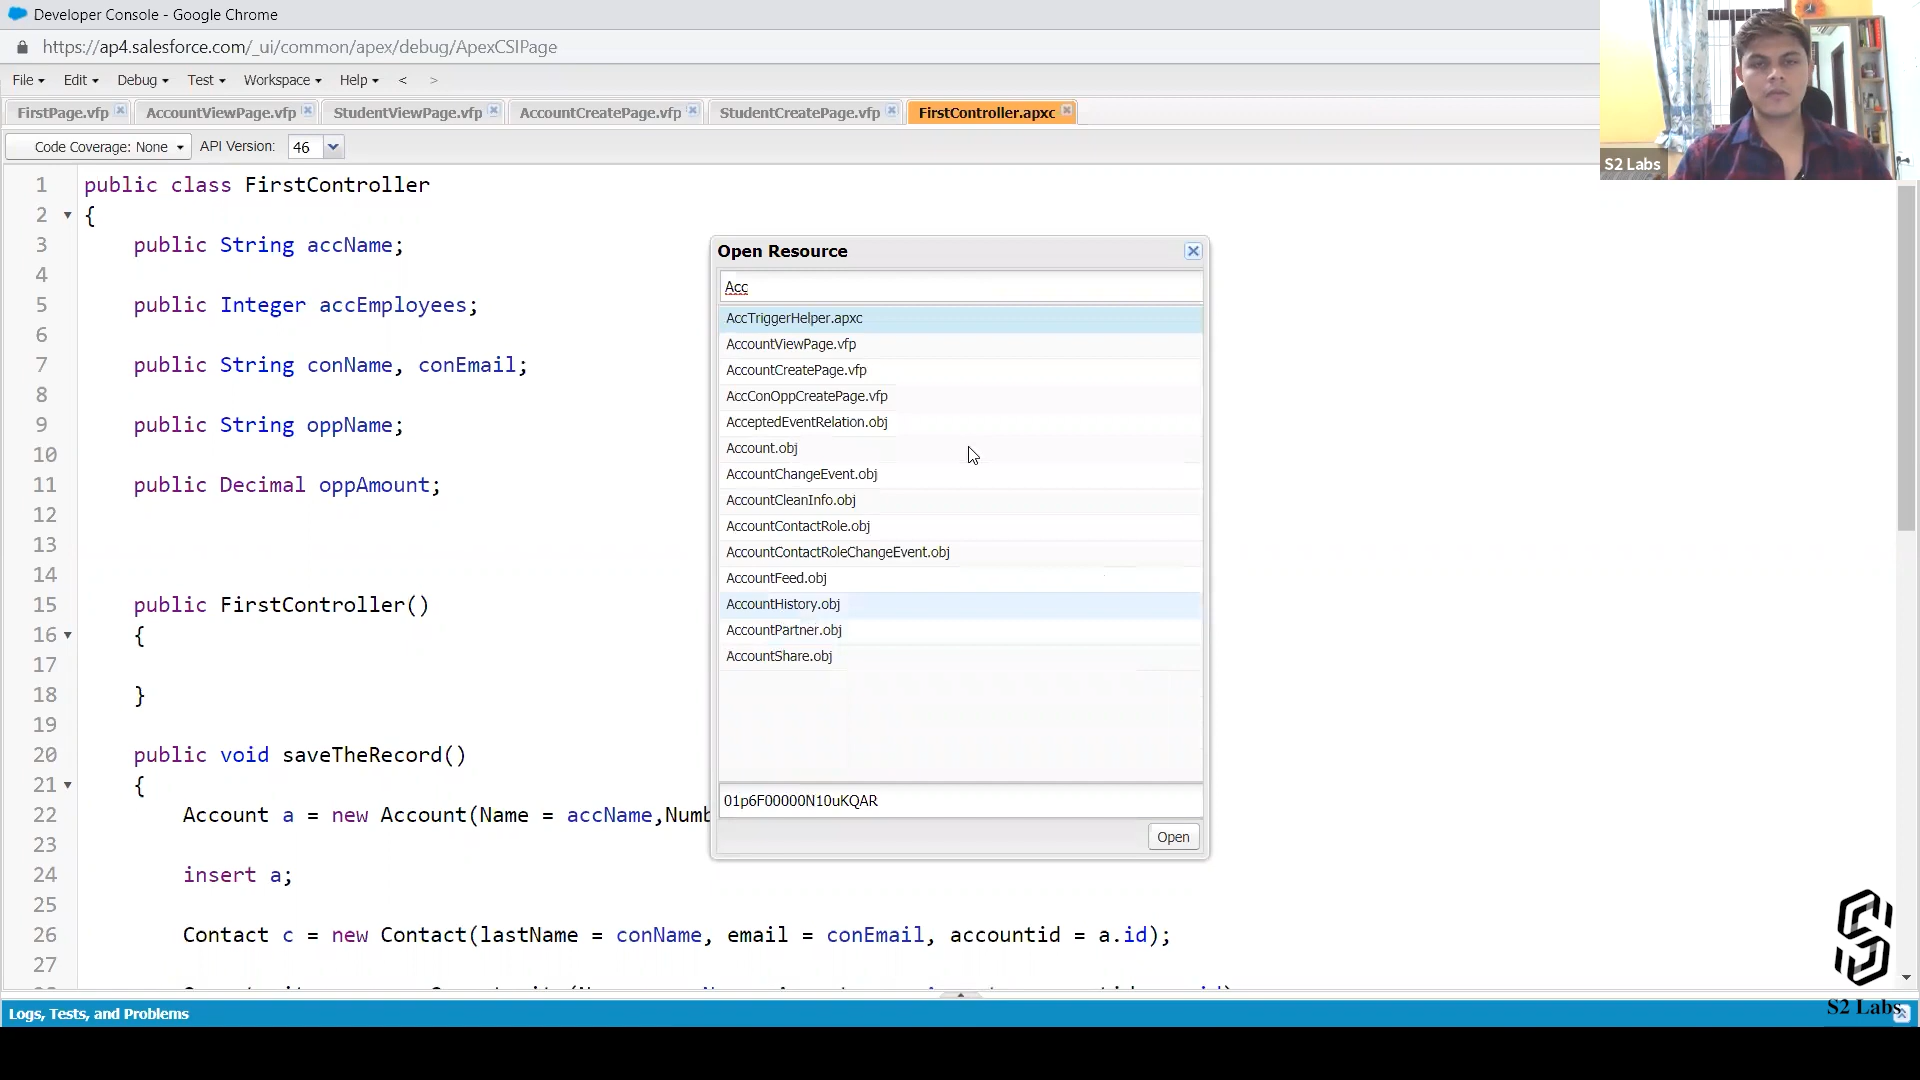 Developer Console - Google Chrome
https://ap4.salesforce.com/_ui/common/apex/debug/ApexCSIPage
File Edit Debug Test Workspace Help < >
FirstPage.vfp AccountViewPage.vfp StudentViewPage.vfp AccountCreatePage.vfp StudentCreatePage.vfp FirstController.apxc
Code Coverage: None API Version: 46
S2 Labs
1 public class FirstController
2 {
3 public String accName;
4
5 public Integer accEmployees;
6
7 public String conName, conEmail;
8
9 public String oppName;
10
11 public Decimal oppAmount;
12
13
14
15 public FirstController()
16 {
17
18 }
19
20 public void saveTheRecord()
21 {
22 Account a = new Account(Name = accName,Numb
23
24 insert a;
25
26 Contact c = new Contact(lastName = conName, email = conEmail, accountid = a.id);
27
Open Resource
Acc
AccTriggerHelper.apxc
AccountViewPage.vfp
AccountCreatePage.vfp
AccConOppCreatePage.vfp
AcceptedEventRelation.obj
Account.obj
AccountChangeEvent.obj
AccountCleanInfo.obj
AccountContactRole.obj
AccountContactRoleChangeEvent.obj
AccountFeed.obj
AccountHistory.obj
AccountPartner.obj
AccountShare.obj
01p6F00000N10uKQAR
Open
Logs, Tests, and Problems
S2 Labs